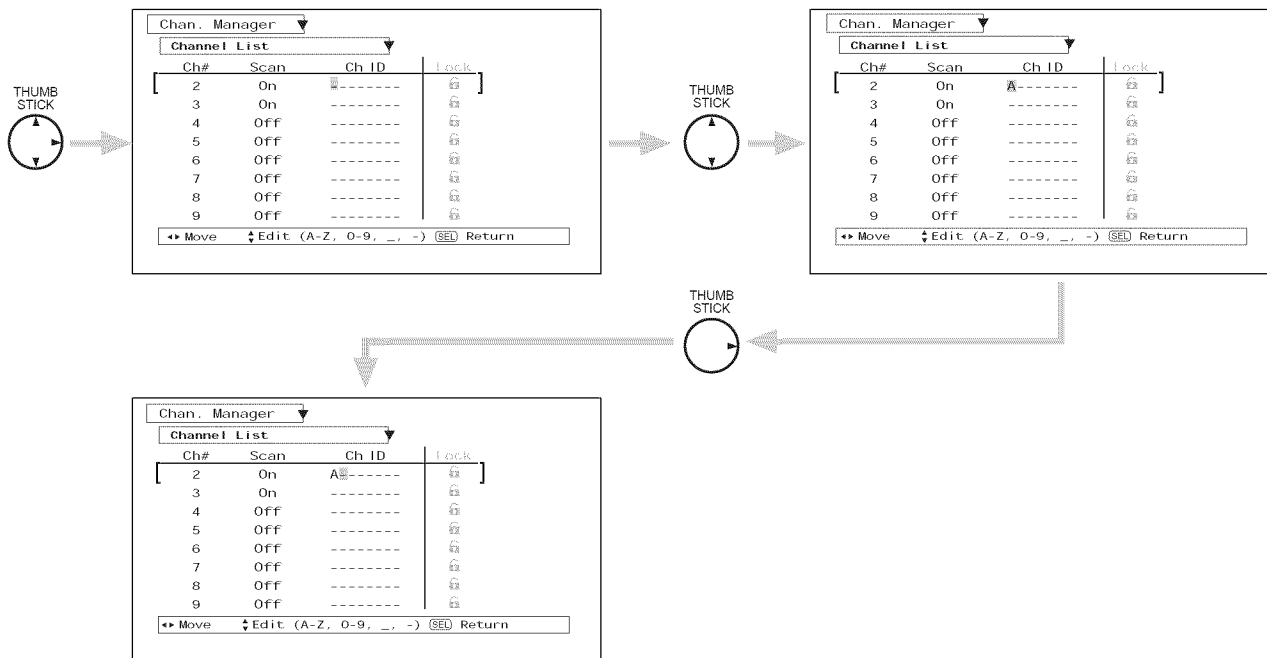 THUMB
STICK
Chan. Manager
Channel List
Ch# Scan Ch ID Lock
2 On --------
3 On --------
4 Off --------
5 Off --------
6 Off --------
7 Off --------
8 Off --------
9 Off --------
Move Edit (A-Z, 0-9, _, -) SEL Return
THUMB
STICK
Chan. Manager
Channel List
Ch# Scan Ch ID Lock
2 On A-------
3 On --------
4 Off --------
5 Off --------
6 Off --------
7 Off --------
8 Off --------
9 Off --------
Move Edit (A-Z, 0-9, _, -) SEL Return
THUMB
STICK
Chan. Manager
Channel List
Ch# Scan Ch ID Lock
2 On A-------
3 On --------
4 Off --------
5 Off --------
6 Off --------
7 Off --------
8 Off --------
9 Off --------
Move Edit (A-Z, 0-9, _, -) SEL Return